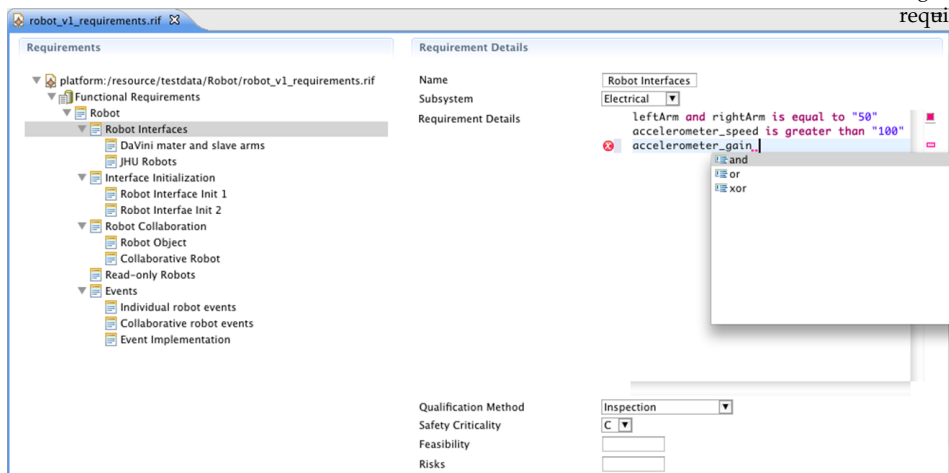 requi
robot_v1_requirements.rif
Requirements
platform:/resource/testdata/Robot/robot_v1_requirements.rif
Functional Requirements
Robot
Robot Interfaces
DaVini mater and slave arms
JHU Robots
Interface Initialization
Robot Interface Init 1
Robot Interfae Init 2
Robot Collaboration
Robot Object
Collaborative Robot
Read-only Robots
Events
Individual robot events
Collaborative robot events
Event Implementation
Requirement Details
Name Robot Interfaces
Subsystem Electrical
Requirement Details
leftArm and rightArm is equal to "50"
accelerometer_speed is greater than "100"
accelerometer_gain
and
or
xor
Qualification Method Inspection
Safety Criticality C
Feasibility
Risks